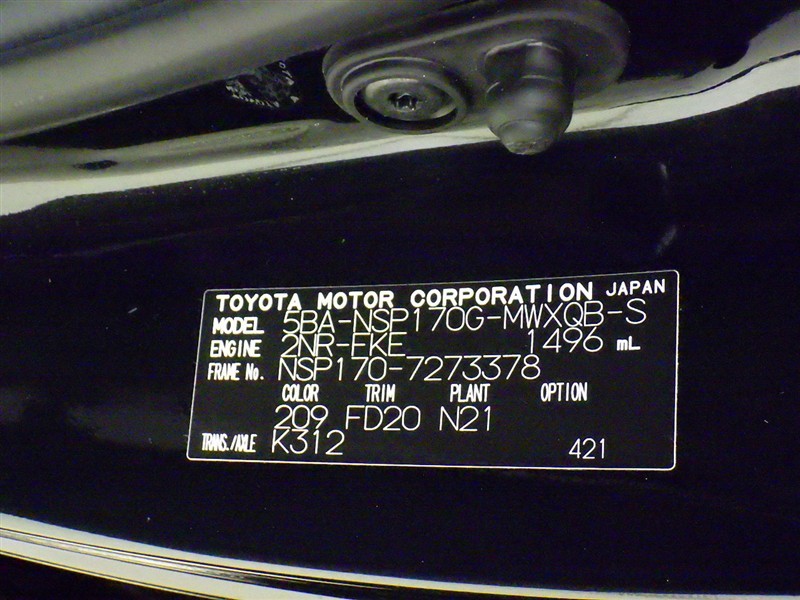 TOYOTA MOTOR CORPORATION JAPAN
MODEL 5BA-NSP170G-MWXQB-S
ENGINE 2NR-FKE 1496 mL
FRAME No. NSP170-7273378
COLOR TRIM PLANT OPTION
209 FD20 N21
TRANS./AXLE K312 421